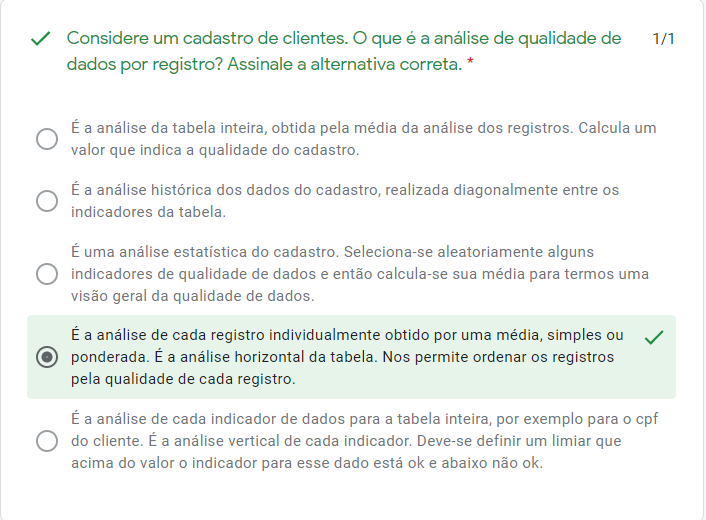 Considere um cadastro de clientes. O que é a análise de qualidade de 1/1
dados por registro? Assinale a alternativa correta. *
É a análise da tabela inteira, obtida pela média da análise dos registros. Calcula um
valor que indica a qualidade do cadastro.
É a análise histórica dos dados do cadastro, realizada diagonalmente entre os
indicadores da tabela.
É uma análise estatística do cadastro. Seleciona-se aleatoriamente alguns
indicadores de qualidade de dados e então calcula-se sua média para termos uma
visão geral da qualidade de dados.
É a análise de cada registro individualmente obtido por uma média, simples ou
ponderada. É a análise horizontal da tabela. Nos permite ordenar os registros
pela qualidade de cada registro.
É a análise de cada indicador de dados para a tabela inteira, por exemplo para o cpf
do cliente. É a análise vertical de cada indicador. Deve-se definir um limiar que
acima do valor o indicador para esse dado está ok e abaixo não ok.